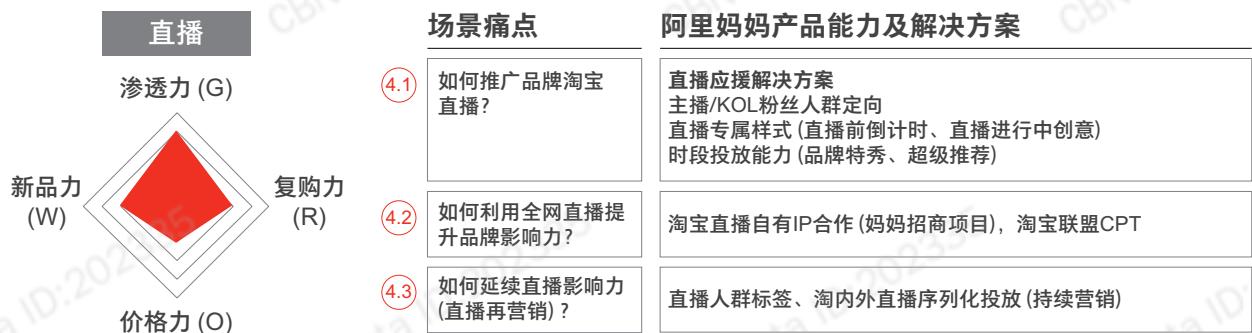 直播
渗透力 (G)
新品力
(W)
复购力
(R)
价格力 (O)
场景痛点
阿里妈妈产品能力及解决方案
4.1
如何推广品牌淘宝
直播?
直播应援解决方案
主播/KOL粉丝人群定向
直播专属样式 (直播前倒计时、直播进行中创意)
时段投放能力 (品牌特秀、超级推荐)
4.2
如何利用全网直播提
升品牌影响力?
淘宝直播自有IP合作 (妈妈招商项目)，淘宝联盟CPT
4.3
如何延续直播影响力
(直播再营销) ?
直播人群标签、淘内外直播序列化投放 (持续营销)